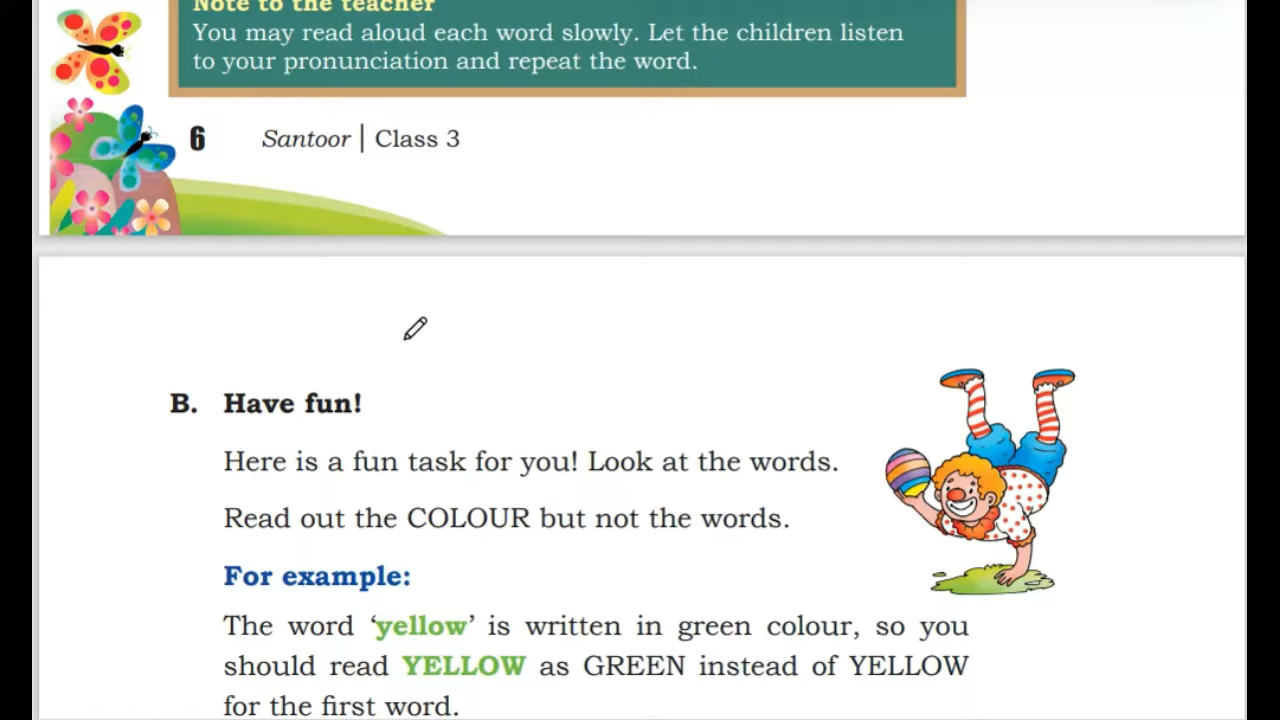 Note to the teacher
You may read aloud each word slowly. Let the children listen
to your pronunciation and repeat the word.
6 Santoor | Class 3
B. Have fun!
Here is a fun task for you! Look at the words.
Read out the COLOUR but not the words.
For example:
The word ‘yellow’ is written in green colour, so you
should read YELLOW as GREEN instead of YELLOW
for the first word.